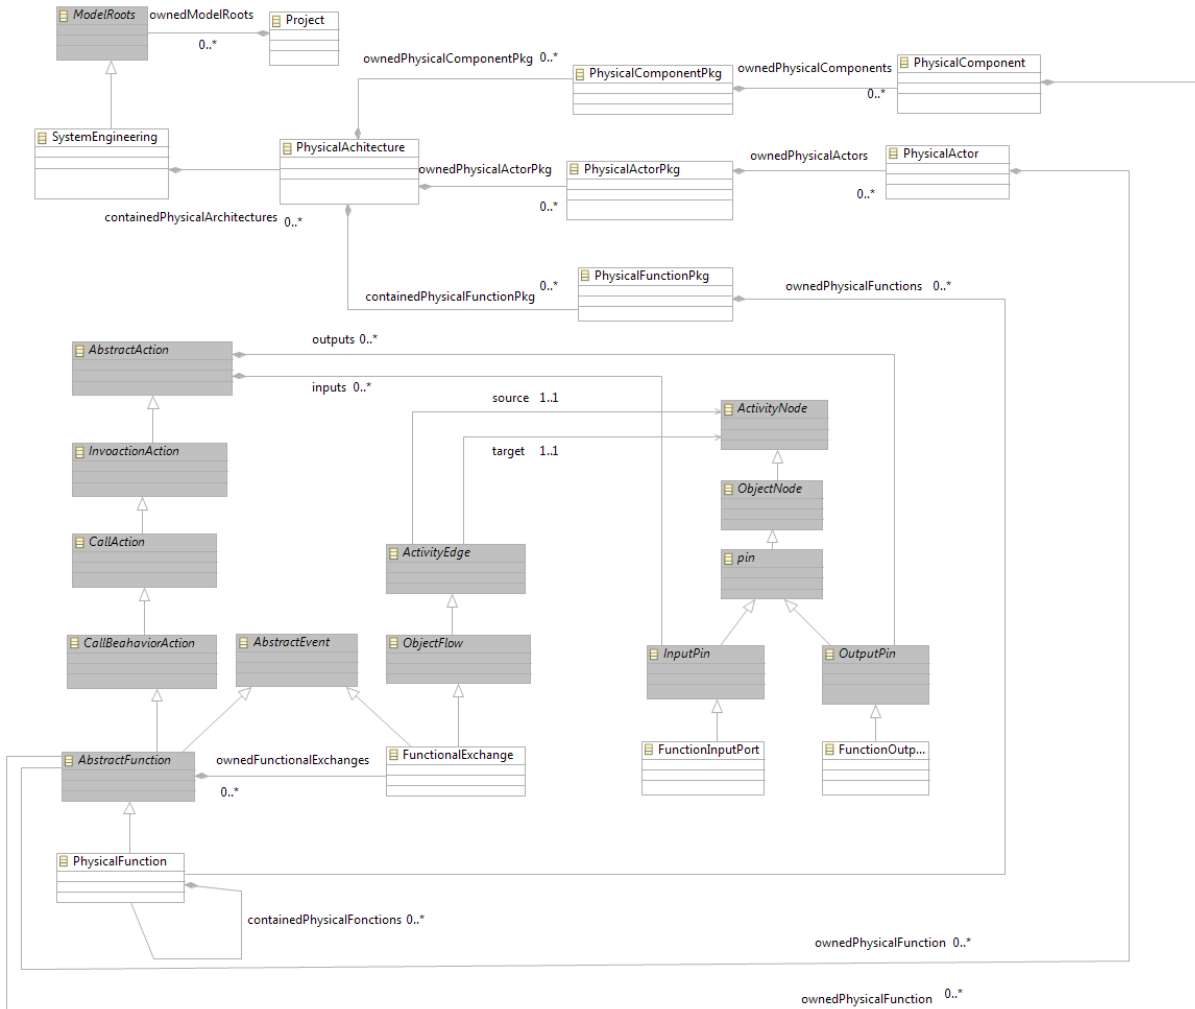 ModelRoots
ownedModelRoots
Project
0..*
ownedPhysicalComponentPkg 0..*
PhysicalComponentPkg
ownedPhysicalComponents
PhysicalComponent
0..*
SystemEngineering
PhysicalAchitecture
ownedPhysicalActorPkg
PhysicalActorPkg
ownedPhysicalActors
PhysicalActor
0..*
0..*
containedPhysicalArchitectures 0..*
PhysicalFunctionPkg
0..*
containedPhysicalFunctionPkg
ownedPhysicalFunctions 0..*
outputs 0..*
AbstractAction
inputs 0..*
source 1..1
ActivityNode
target 1..1
InvoactionAction
ObjectNode
CallAction
ActivityEdge
pin
CallBeahaviorAction
AbstractEvent
ObjectFlow
InputPin
OutputPin
AbstractFunction
ownedFunctionalExchanges
FunctionalExchange
FunctionInputPort
FunctionOutp...
0..*
PhysicalFunction
containedPhysicalFonctions 0..*
ownedPhysicalFunction 0..*
ownedPhysicalFunction 0..*